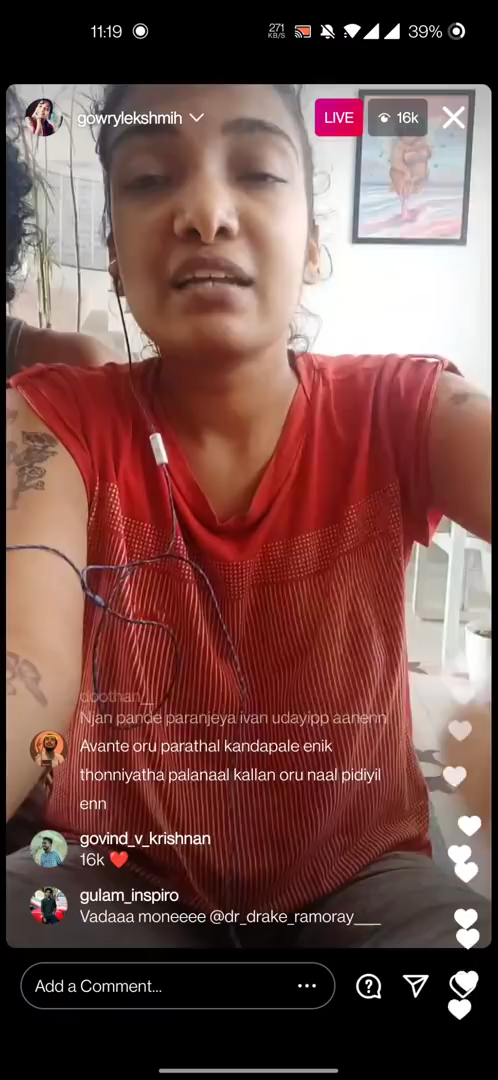 11:19
271
KB/S
39%
gowrylekshmih
LIVE
16k
doothan_
Njan pande paranjeya ivan udayipp aanenn
Avante oru parathal kandapale enik
thonniyatha palanaal kallan oru naal pidiyil
enn
govind_v_krishnan
16k ❤️
gulam_inspiro
Vadaaa moneeee @dr_drake_ramoray___
Add a Comment...